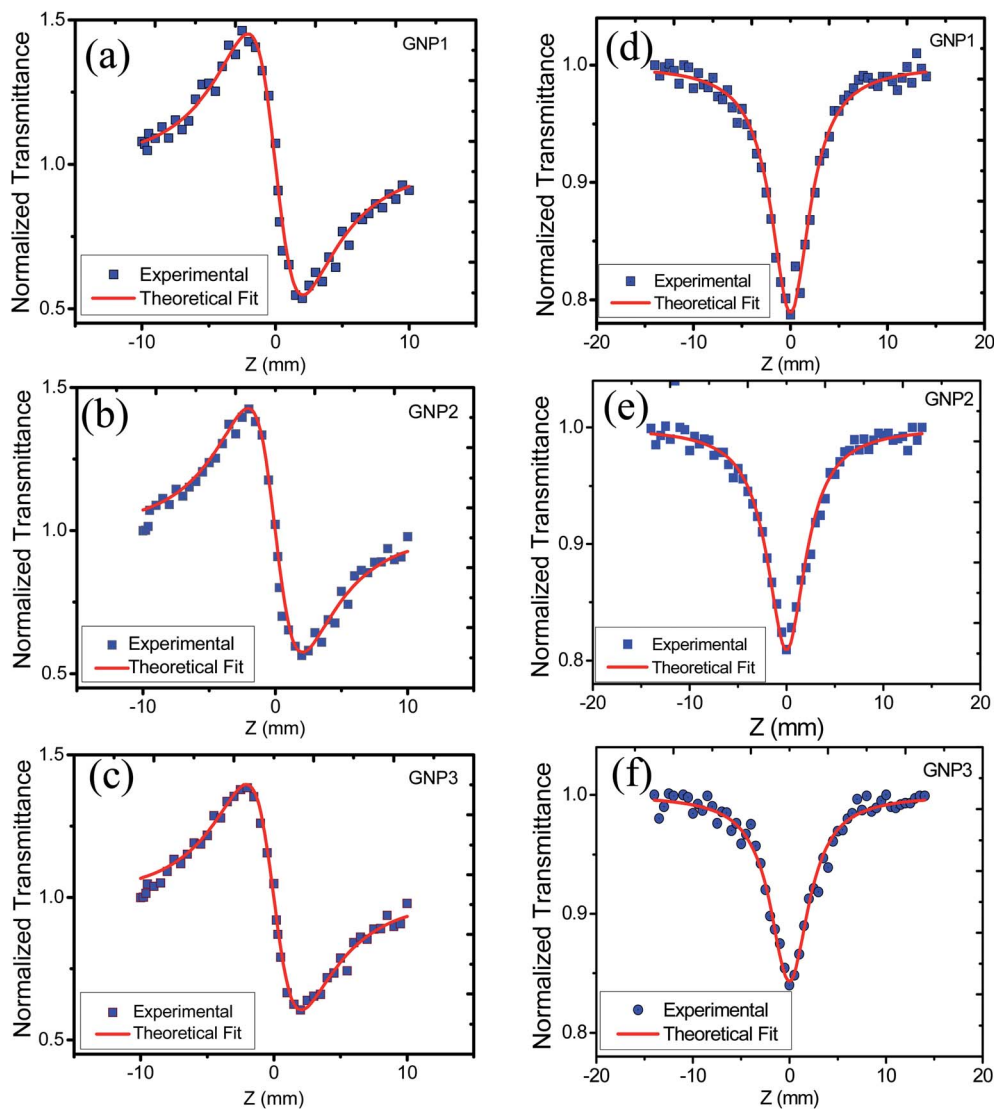 (a)
GNP1
1.5
1.0
0.5
Normalized Transmittance
Experimental
Theoretical Fit
-10
0
10
Z (mm)
(d)
GNP1
1.0
0.9
0.8
Normalized Transmittance
Experimental
Theoretical Fit
-20
-10
0
10
20
Z (mm)
(b)
GNP2
1.5
1.0
0.5
Normalized Transmittance
Experimental
Theoretical Fit
-10
0
10
Z (mm)
(e)
GNP2
1.0
0.9
0.8
Normalized Transmittance
Experimental
Theoretical Fit
-20
-10
0
10
20
Z (mm)
(c)
GNP3
1.5
1.0
0.5
Normalized Transmittance
Experimental
Theoretical Fit
-10
0
10
Z (mm)
(f)
GNP3
1.0
0.9
0.8
Normalized Transmittance
Experimental
Theoretical Fit
-20
-10
0
10
20
Z (mm)